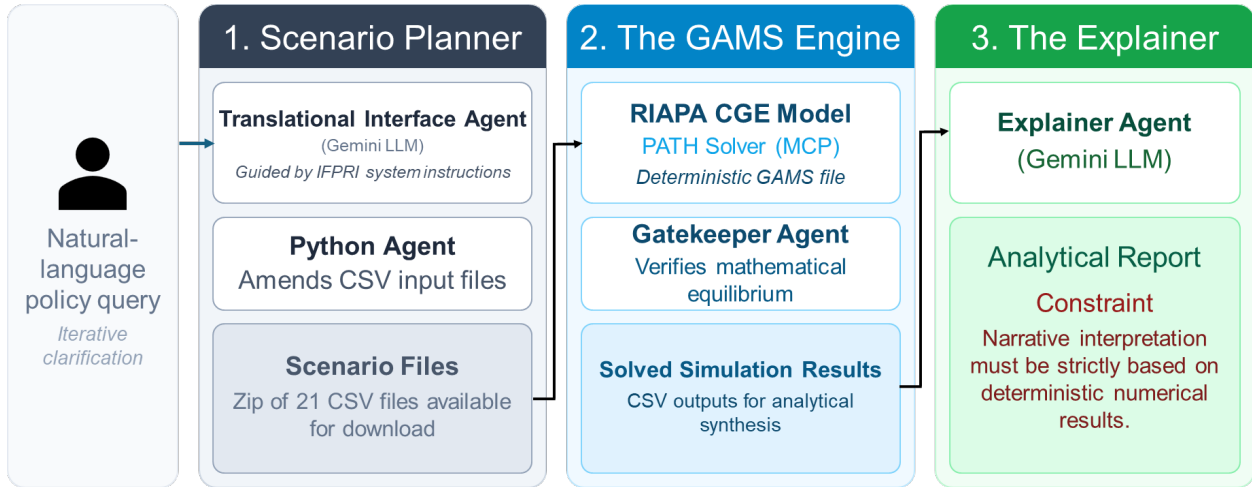 Natural-
language
policy query
Iterative
clarification
1. Scenario Planner
Translational Interface Agent
(Gemini LLM)
Guided by IFPRI system instructions
Python Agent
Amends CSV input files
Scenario Files
Zip of 21 CSV files available
for download
2. The GAMS Engine
RIAPA CGE Model
PATH Solver (MCP)
Deterministic GAMS file
Gatekeeper Agent
Verifies mathematical
equilibrium
Solved Simulation Results
CSV outputs for analytical
synthesis
3. The Explainer
Explainer Agent
(Gemini LLM)
Analytical Report
Constraint
Narrative interpretation
must be strictly based on
deterministic numerical
results.